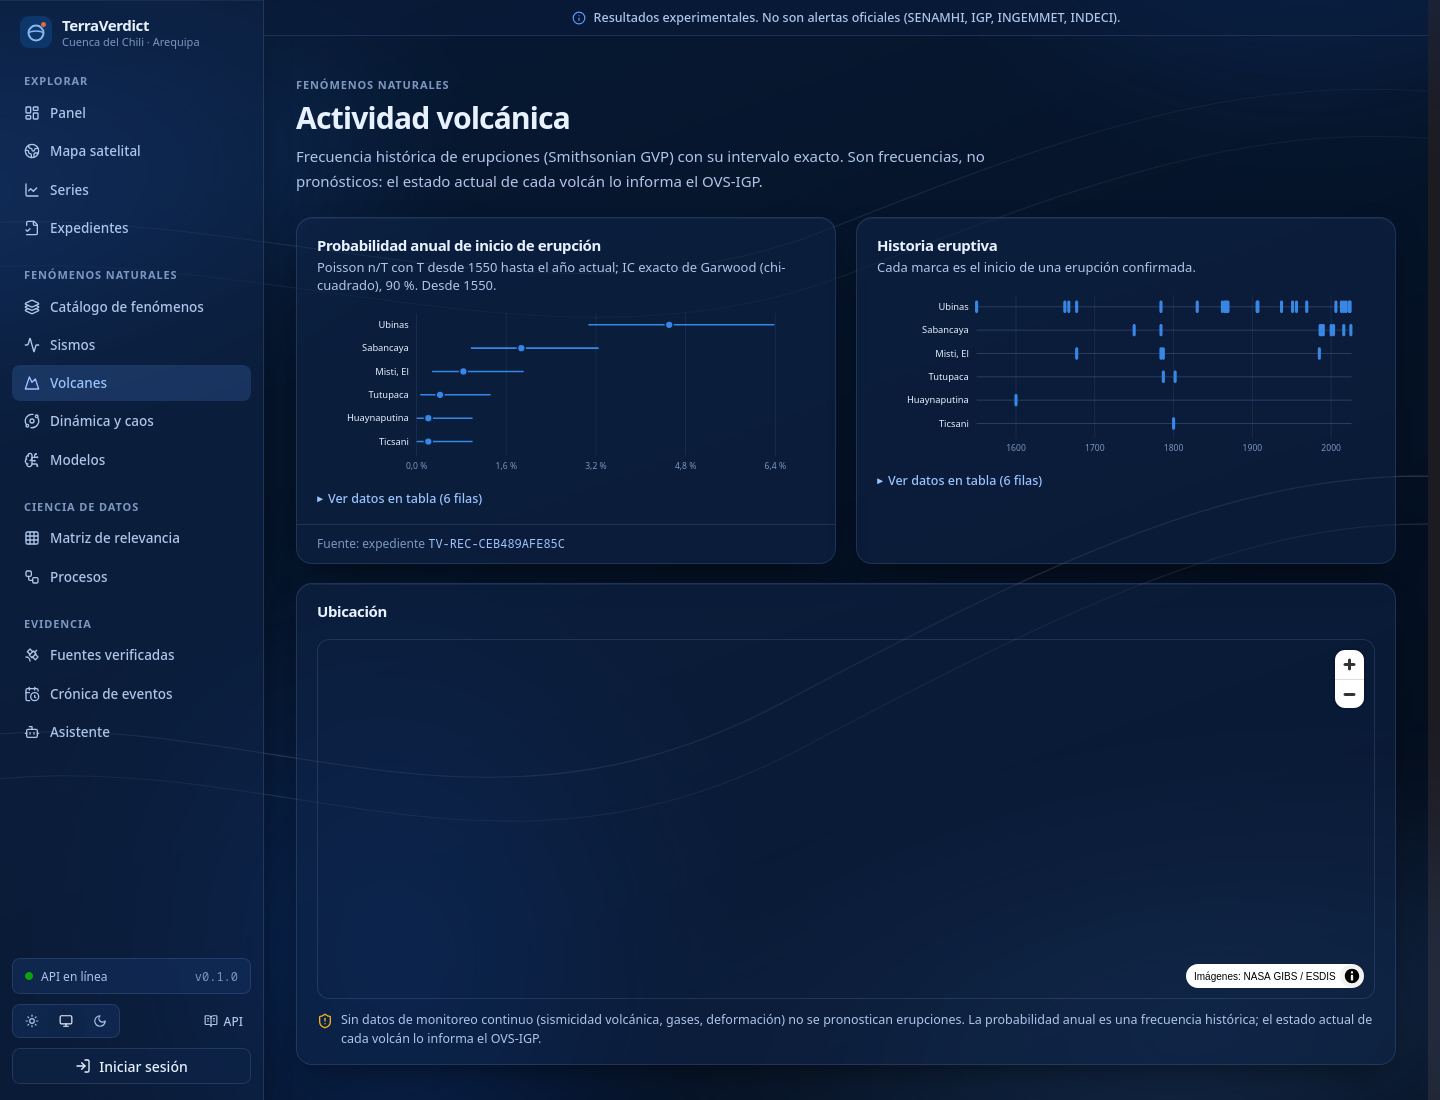 TerraVerdict
Cuenca del Chili · Arequipa
EXPLORAR
Panel
Mapa satelital
Series
Expedientes
FENÓMENOS NATURALES
Catálogo de fenómenos
Sismos
Volcanes
Dinámica y caos
Modelos
CIENCIA DE DATOS
Matriz de relevancia
Procesos
EVIDENCIA
Fuentes verificadas
Crónica de eventos
Asistente
API en línea v0.1.0
API
Iniciar sesión
Resultados experimentales. No son alertas oficiales (SENAMHI, IGP, INGEMMET, INDECI).
FENÓMENOS NATURALES
Actividad volcánica
Frecuencia histórica de erupciones (Smithsonian GVP) con su intervalo exacto. Son frecuencias, no
pronósticos: el estado actual de cada volcán lo informa el OVS-IGP.
Probabilidad anual de inicio de erupción
Poisson n/T con T desde 1550 hasta el año actual; IC exacto de Garwood (chi-
cuadrado), 90 %. Desde 1550.
Ubinas
Sabancaya
Misti, El
Tutupaca
Huaynaputina
Ticsani
0,0 % 1,6 % 3,2 % 4,8 % 6,4 %
▸ Ver datos en tabla (6 filas)
Fuente: expediente TV-REC-CEB489AFE85C
Historia eruptiva
Cada marca es el inicio de una erupción confirmada.
Ubinas
Sabancaya
Misti, El
Tutupaca
Huaynaputina
Ticsani
1600 1700 1800 1900 2000
▸ Ver datos en tabla (6 filas)
Ubicación
Imágenes: NASA GIBS / ESDIS
Sin datos de monitoreo continuo (sismicidad volcánica, gases, deformación) no se pronostican erupciones. La probabilidad anual es una frecuencia histórica; el estado actual de
cada volcán lo informa el OVS-IGP.